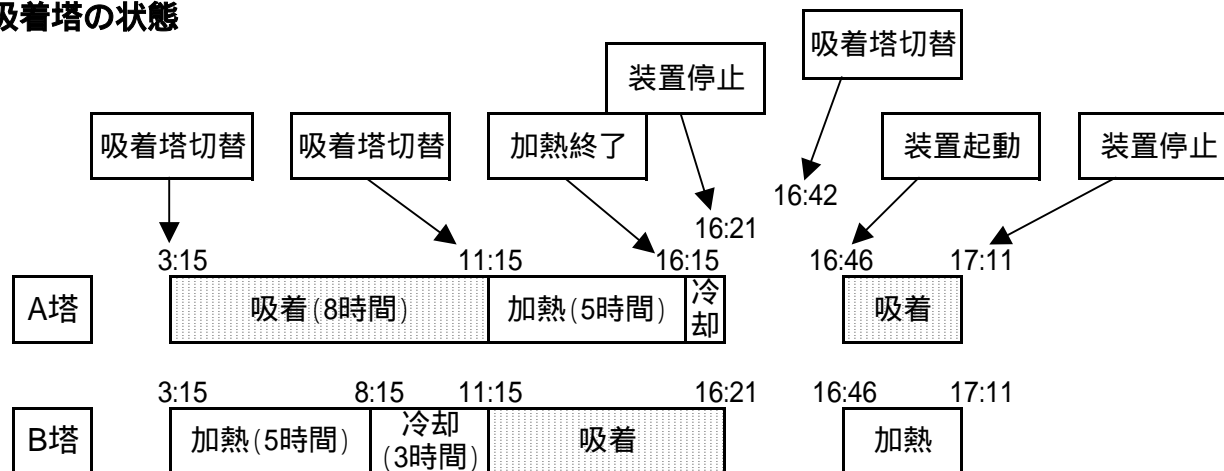 吸着塔の状態
吸着塔切替
装置停止
吸着塔切替 吸着塔切替 加熱終了 装置起動 装置停止
16:42
16:21
3:15 11:15 16:15 16:46 17:11
A塔 吸着(8時間) 加熱(5時間) 冷却 吸着
3:15 8:15 11:15 16:21 16:46 17:11
B塔 加熱(5時間) 冷却(3時間) 吸着 加熱